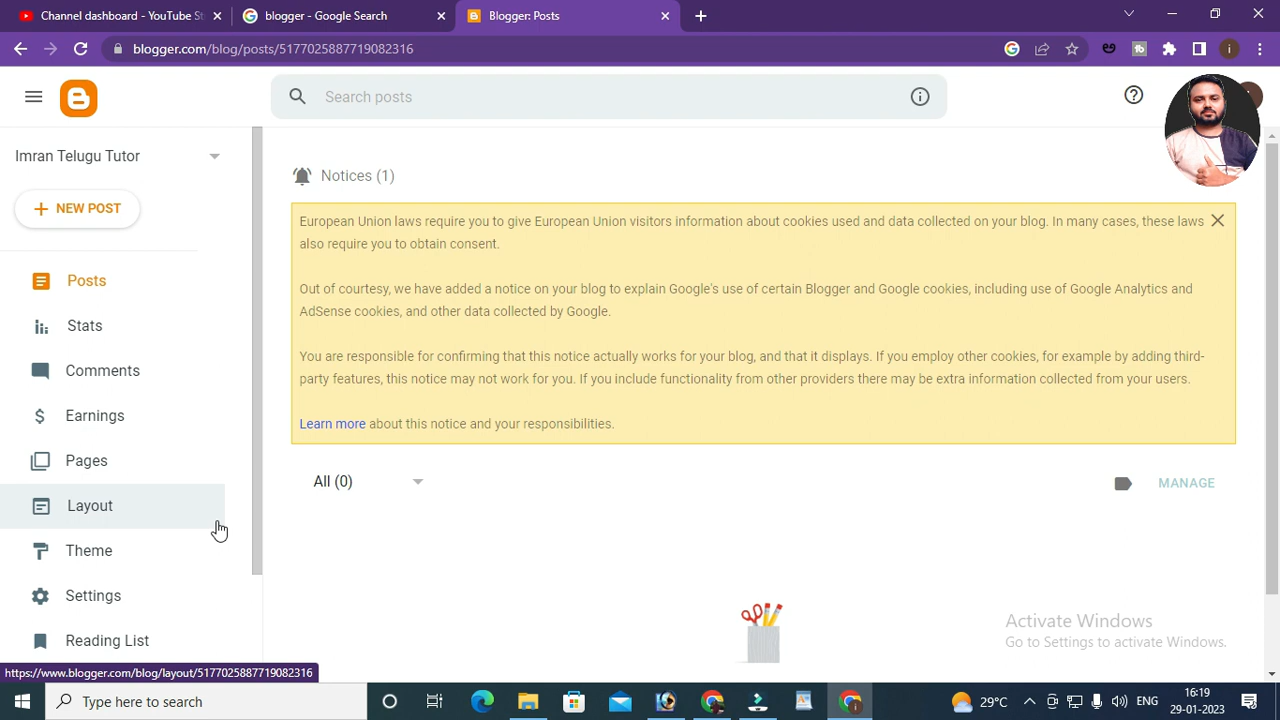 Channel dashboard - YouTube St
blogger - Google Search
Blogger: Posts
blogger.com/blog/posts/5177025887719082316
Search posts
Imran Telugu Tutor
NEW POST
Posts
Stats
Comments
Earnings
Pages
Layout
Theme
Settings
Reading List
Notices (1)
European Union laws require you to give European Union visitors information about cookies used and data collected on your blog. In many cases, these laws
also require you to obtain consent.
Out of courtesy, we have added a notice on your blog to explain Google's use of certain Blogger and Google cookies, including use of Google Analytics and
AdSense cookies, and other data collected by Google.
You are responsible for confirming that this notice actually works for your blog, and that it displays. If you employ other cookies, for example by adding third-
party features, this notice may not work for you. If you include functionality from other providers there may be extra information collected from your users.
Learn more about this notice and your responsibilities.
All (0)
MANAGE
Activate Windows
Go to Settings to activate Windows.
https://www.blogger.com/blog/layout/5177025887719082316
Type here to search
29°C
ENG
16:19
29-01-2023